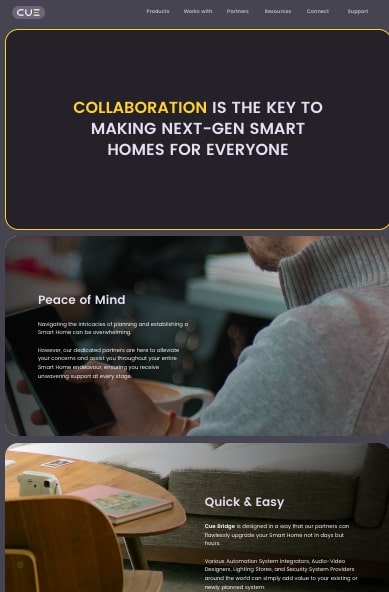 CUE
Products Works with Partners Resources Connect Support
COLLABORATION IS THE KEY TO
MAKING NEXT-GEN SMART
HOMES FOR EVERYONE
Peace of Mind
Navigating the intricacies of planning and establishing a
Smart Home can be overwhelming.
However, our dedicated partners are here to alleviate
your concerns and assist you throughout your entire
Smart Home endeavour, ensuring you receive
unwavering support at every stage.
Quick & Easy
Cue Bridge is designed in a way that our partners can
flawlessly upgrade your Smart Home not in days but
hours.
Various Automation System Integrators, Audio-Video
Designers, Lighting Stores, and Security System Providers
around the world can simply add value to your existing or
newly planned system.